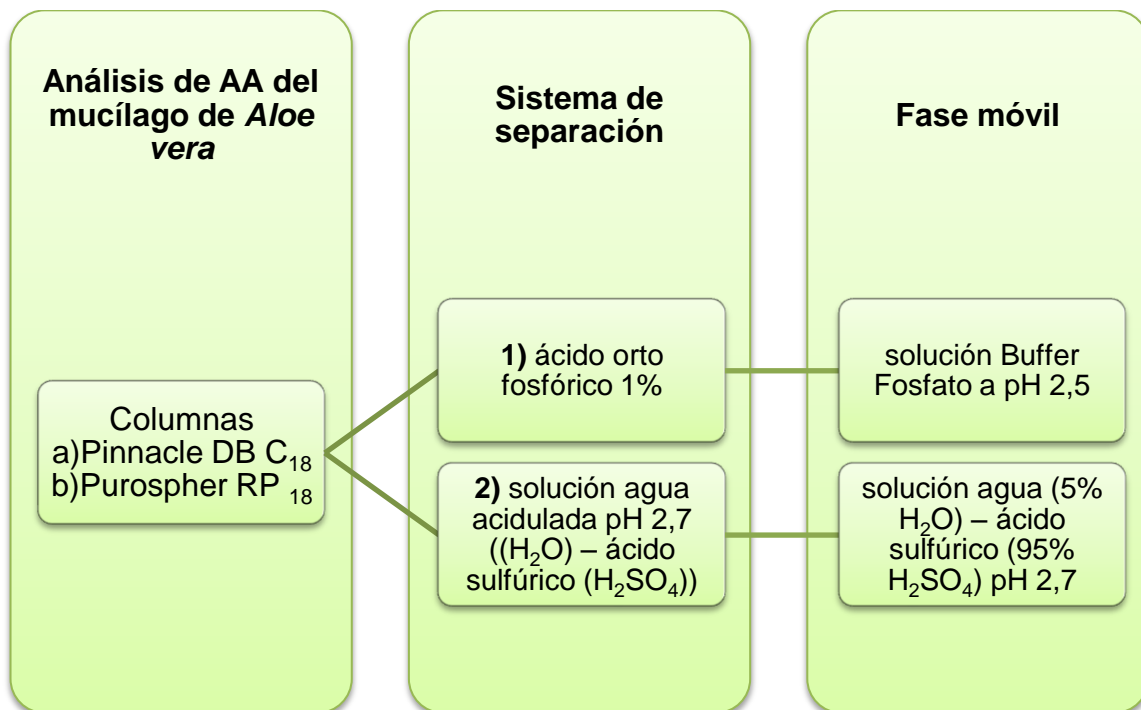 Análisis de AA del
mucílago de Aloe
vera
Columnas
a)Pinnacle DB C18
b)Purospher RP 18
Sistema de
separación
1) ácido orto
fosfórico 1%
2) solución agua
acidulada pH 2,7
((H2O) – ácido
sulfúrico (H2SO4))
Fase móvil
solución Buffer
Fosfato a pH 2,5
solución agua (5%
H2O) – ácido
sulfúrico (95%
H2SO4) pH 2,7